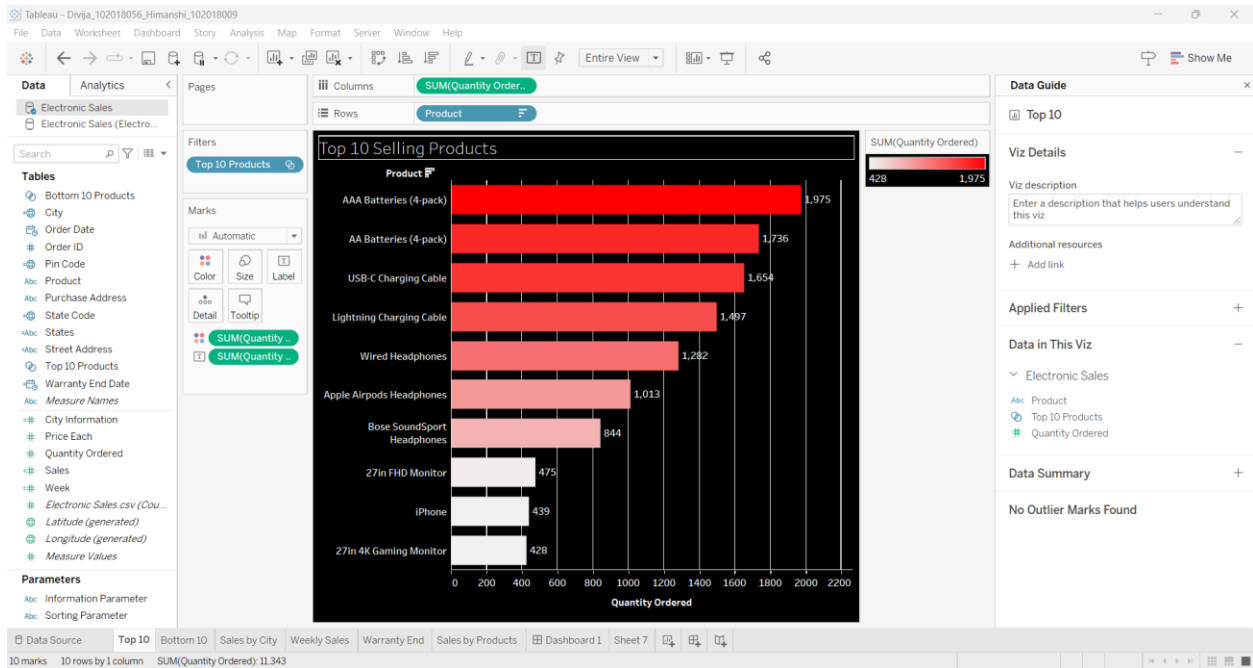 Tableau - Divija_102018056_Himanshi_102018009
File Data Worksheet Dashboard Story Analysis Map Format Server Window Help
Entire View
Show Me
Data Analytics
Electronic Sales
Electronic Sales (Electro...
Search
Tables
Bottom 10 Products
City
Order Date
Order ID
Pin Code
Abc Product
Abc Purchase Address
State Code
Abc States
Abc Street Address
Top 10 Products
Warranty End Date
Abc Measure Names
City Information
Price Each
Quantity Ordered
Sales
Week
Electronic Sales.csv (Cou...
Latitude (generated)
Longitude (generated)
Measure Values
Parameters
Abc Information Parameter
Abc Sorting Parameter
Pages
Filters
Top 10 Products
Marks
Automatic
Color Size Label
Detail Tooltip
SUM(Quantity ..
SUM(Quantity ..
Columns SUM(Quantity Order..
Rows Product
Top 10 Selling Products
Product
AAA Batteries (4-pack) 1,975
AA Batteries (4-pack) 1,736
USB-C Charging Cable 1,654
Lightning Charging Cable 1,497
Wired Headphones 1,282
Apple Airpods Headphones 1,013
Bose SoundSport
Headphones 844
27in FHD Monitor 475
iPhone 439
27in 4K Gaming Monitor 428
0 200 400 600 800 1000 1200 1400 1600 1800 2000 2200
Quantity Ordered
SUM(Quantity Ordered)
428 1,975
Data Guide
Top 10
Viz Details
Viz description
Enter a description that helps users understand
this viz
Additional resources
+ Add link
Applied Filters
Data in This Viz
Electronic Sales
Abc Product
Top 10 Products
# Quantity Ordered
Data Summary
No Outlier Marks Found
Data Source Top 10 Bottom 10 Sales by City Weekly Sales Warranty End Sales by Products Dashboard 1 Sheet 7
10 marks 10 rows by 1 column SUM(Quantity Ordered): 11,343